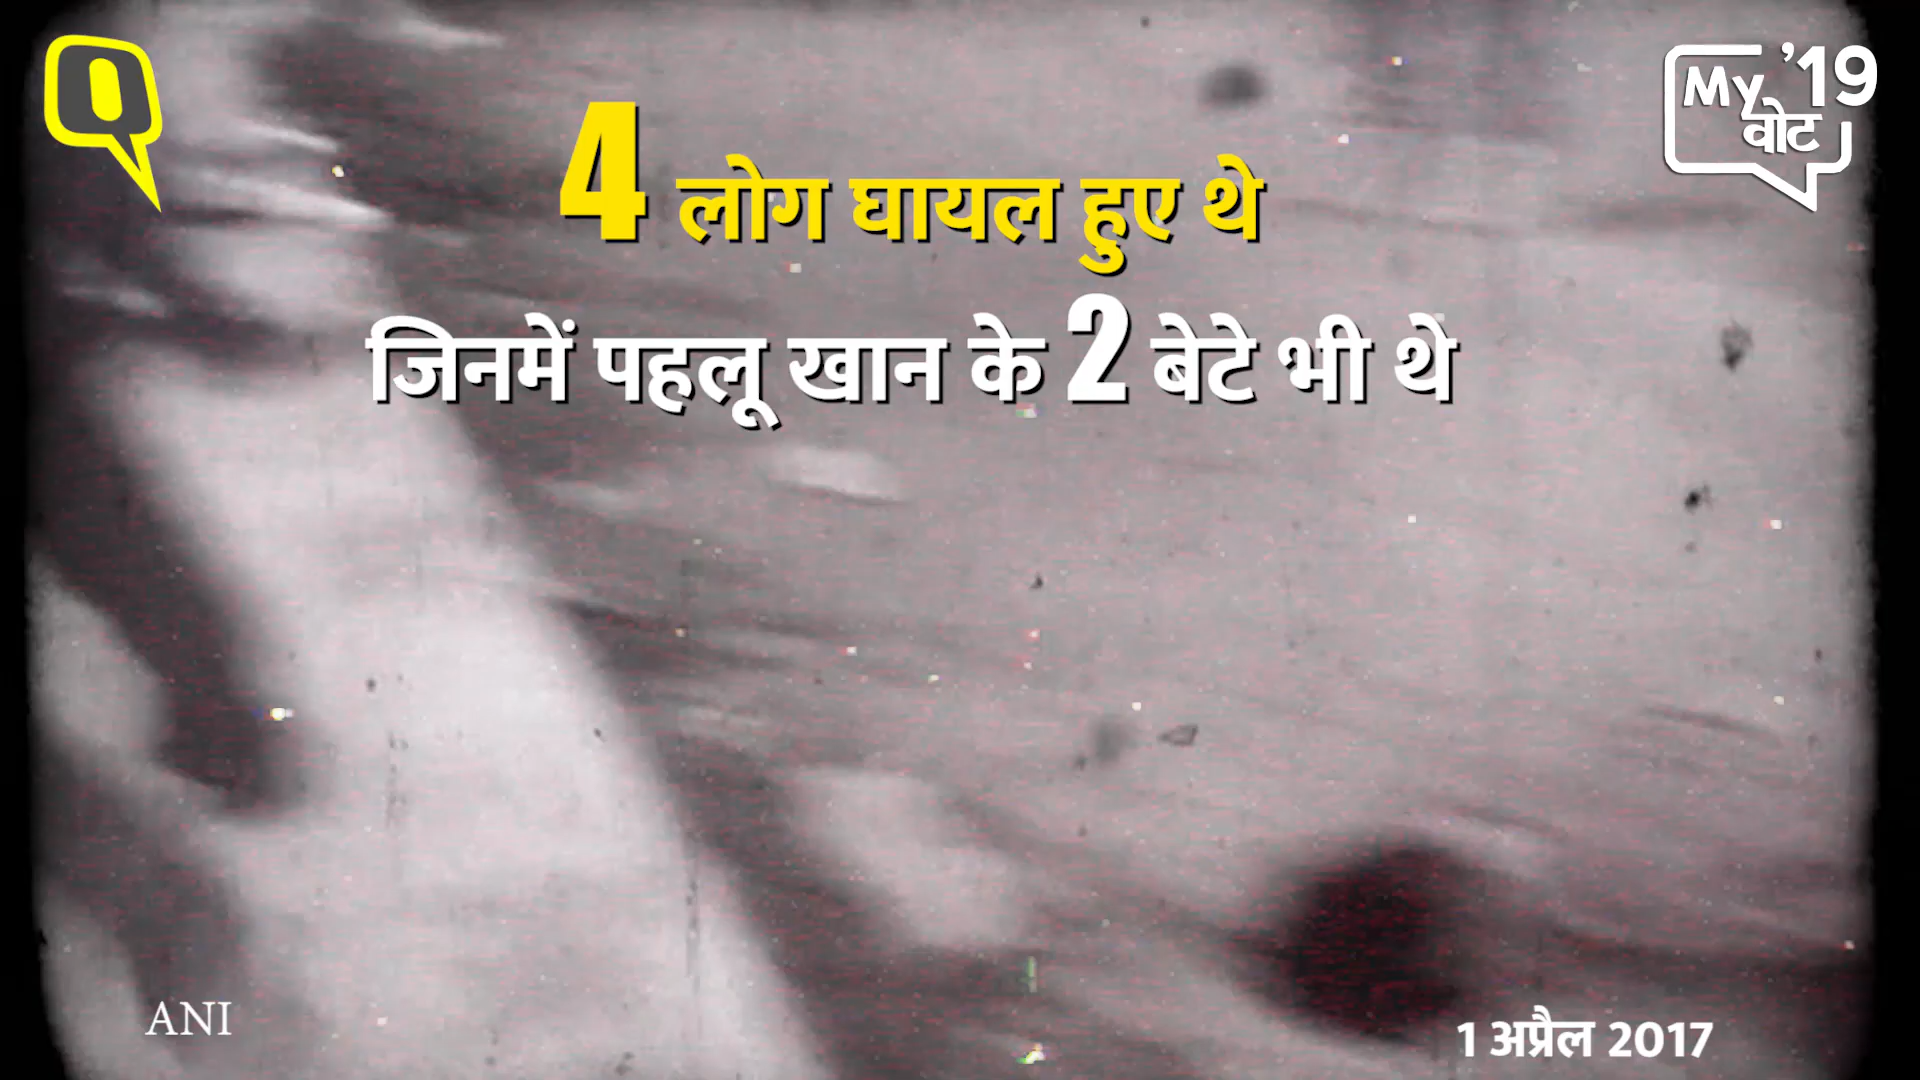 My '19
वोट
4 लोग घायल हुए थे
जिनमें पहलू खान के 2 बेटे भी थे
ANI
1 अप्रैल 2017